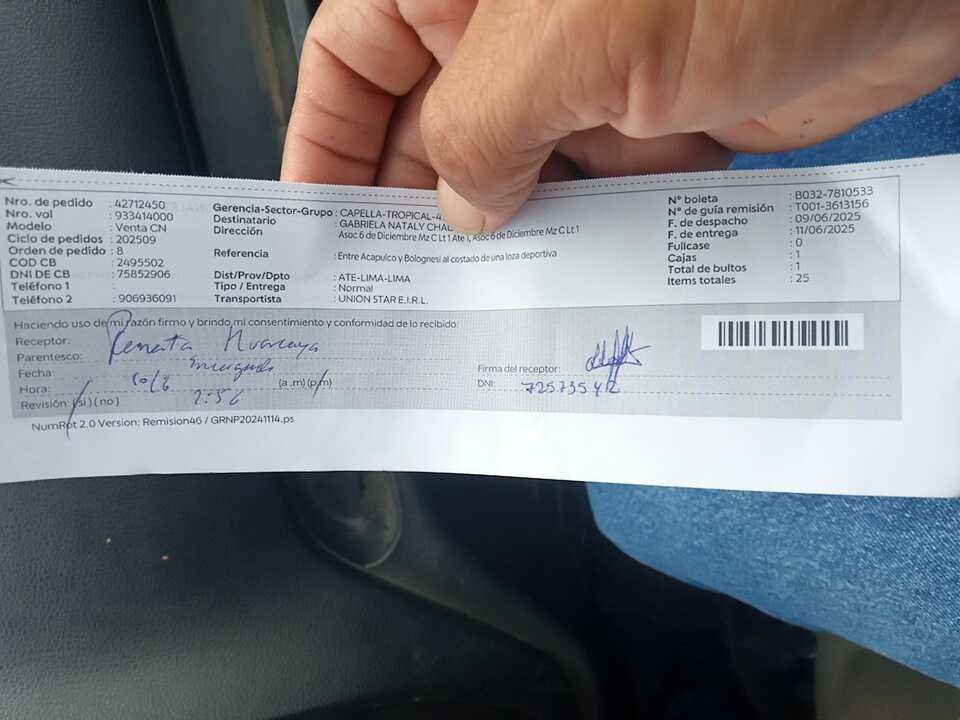 Nro. de pedido : 42712450
Nro. vol : 933414000
Modelo : Venta CN
Ciclo de pedidos : 202509
Orden de pedido : 8
COD CB : 2495502
DNI DE CB : 75852906
Teléfono 1 :
Teléfono 2 : 906936091
Gerencia-Sector-Grupo : CAPELLA-TROPICAL-4
Destinatario : GABRIELA NATALY
Dirección : Asoc 6 de Diciembre Mz C Lt 1 Ate 1, Asoc 6 de Diciembre Mz C Lt 1
Referencia : Entre Acapulco y Bolognesi al costado de una loza deportiva
Dist/Prov/Dpto : ATE-LIMA-LIMA
Tipo / Entrega : Normal
Transportista : UNION STAR E.I.R.L.
N° boleta : B032-7810533
N° de guía remisión : T001-3613156
F. de despacho : 09/06/2025
F. de entrega : 11/06/2025
Fullcase : 0
Cajas : 1
Total de bultos : 1
Items totales : 25
Haciendo uso de mi razón firmo y brindo mi consentimiento y conformidad de lo recibido:
Receptor: Renata
Parentesco:
Fecha: 10/6
Hora: 2:56 (a .m) (p/m)
Revisión: (si) ( no )
Firma del receptor:
DNI: 72573542
NumRpt 2.0 Version: Remision46 / GRNP20241114.ps